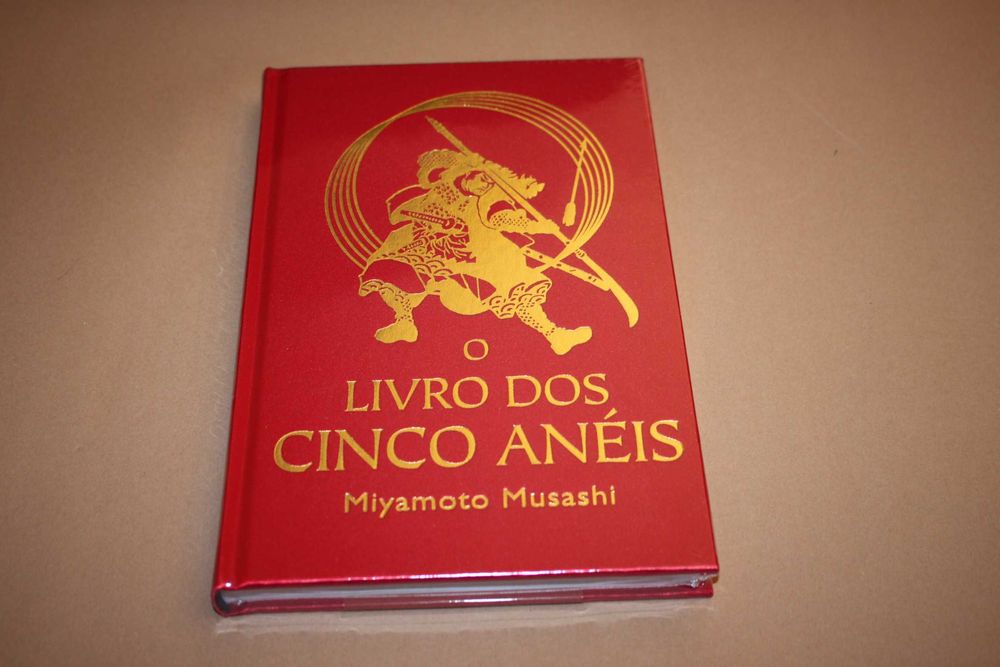 O
LIVRO DOS
CINCO ANÉIS
Miyamoto Musashi